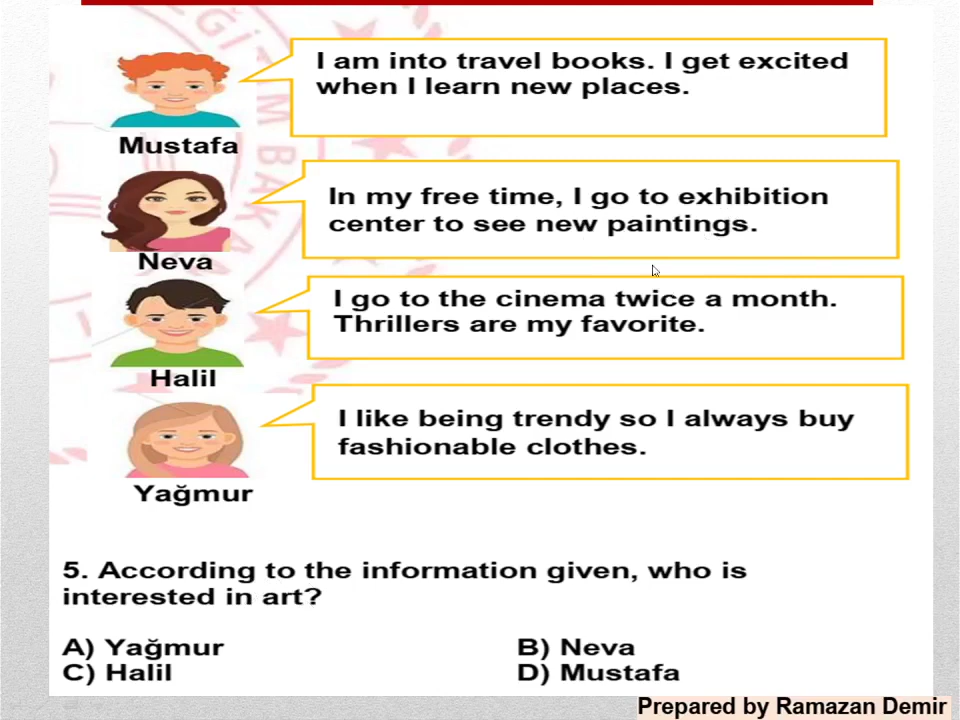 I am into travel books. I get excited
when I learn new places.
Mustafa
In my free time, I go to exhibition
center to see new paintings.
Neva
I go to the cinema twice a month.
Thrillers are my favorite.
Halil
I like being trendy so I always buy
fashionable clothes.
Yağmur
5. According to the information given, who is
interested in art?
A) Yağmur
B) Neva
C) Halil
D) Mustafa
Prepared by Ramazan Demir